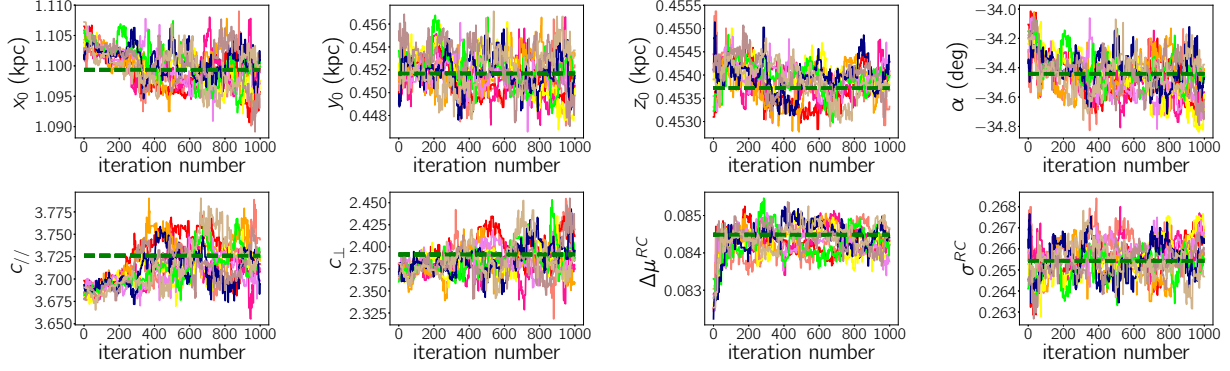 x₀ (kpc)
1.110
1.105
1.100
1.095
1.090
0 200 400 600 800 1000
iteration number
y₀ (kpc)
0.456
0.454
0.452
0.450
0.448
0 200 400 600 800 1000
iteration number
z₀ (kpc)
0.4554
0.4545
0.4540
0.4535
0.4530
0 200 400 600 800 1000
iteration number
α (deg)
−34.0
−34.2
−34.4
−34.6
−34.8
0 200 400 600 800 1000
iteration number
c//
3.775
3.750
3.725
3.700
3.675
3.650
0 200 400 600 800 1000
iteration number
c⊥
2.450
2.425
2.400
2.375
2.350
2.325
0 200 400 600 800 1000
iteration number
Δμᴿᶜ
0.085
0.084
0.083
0 200 400 600 800 1000
iteration number
σᴿᶜ
0.268
0.267
0.266
0.265
0.264
0.263
0 200 400 600 800 1000
iteration number